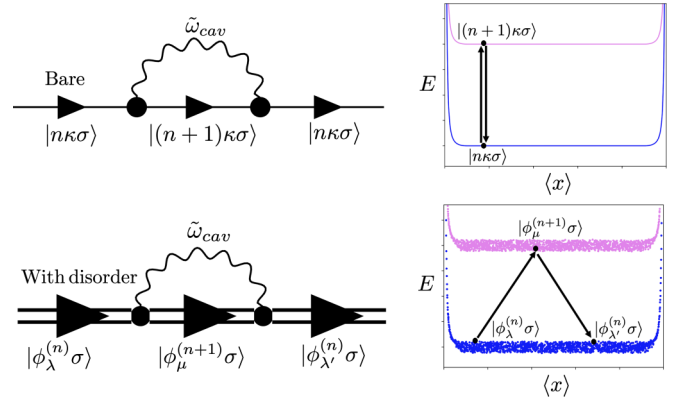 ω̃_cav
Bare
|nκσ⟩
|(n + 1)κσ⟩
|nκσ⟩
|(n + 1)κσ⟩
E
|nκσ⟩
⟨x⟩
ω̃_cav
With disorder
|ϕ_λ^(n) σ⟩
|ϕ_μ^(n+1) σ⟩
|ϕ_λ′^(n) σ⟩
|ϕ_μ^(n+1) σ⟩
E
|ϕ_λ^(n) σ⟩
|ϕ_λ′^(n) σ⟩
⟨x⟩